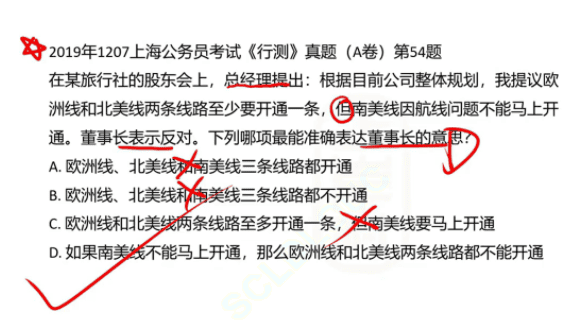 2019年1207上海公务员考试《行测》真题（A卷）第54题
在某旅行社的股东会上，总经理提出：根据目前公司整体规划，我提议欧
洲线和北美线两条线路至少要开通一条，但南美线因航线问题不能马上开
通。董事长表示反对。下列哪项最能准确表达董事长的意思？
A. 欧洲线、北美线和南美线三条线路都开通
B. 欧洲线、北美线和南美线三条线路都不开通
C. 欧洲线和北美线两条线路至多开通一条，但南美线要马上开通
D. 如果南美线不能马上开通，那么欧洲线和北美线两条线路都不能开通